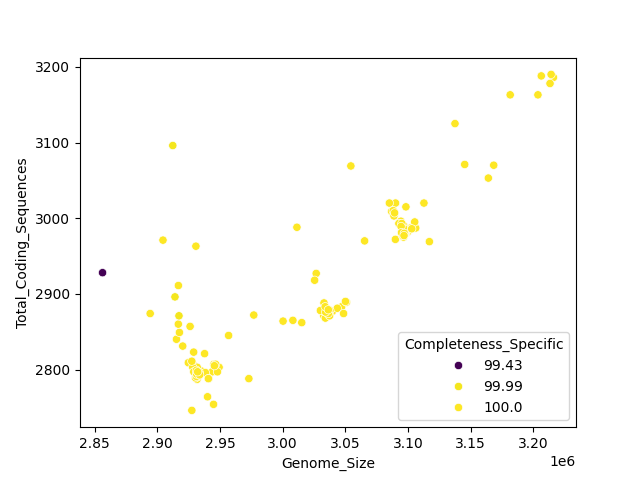 3200
3100
3000
2900
2800
Total_Coding_Sequences
Completeness_Specific
99.43
99.99
100.0
2.85 2.90 2.95 3.00 3.05 3.10 3.15 3.20
1e6
Genome_Size